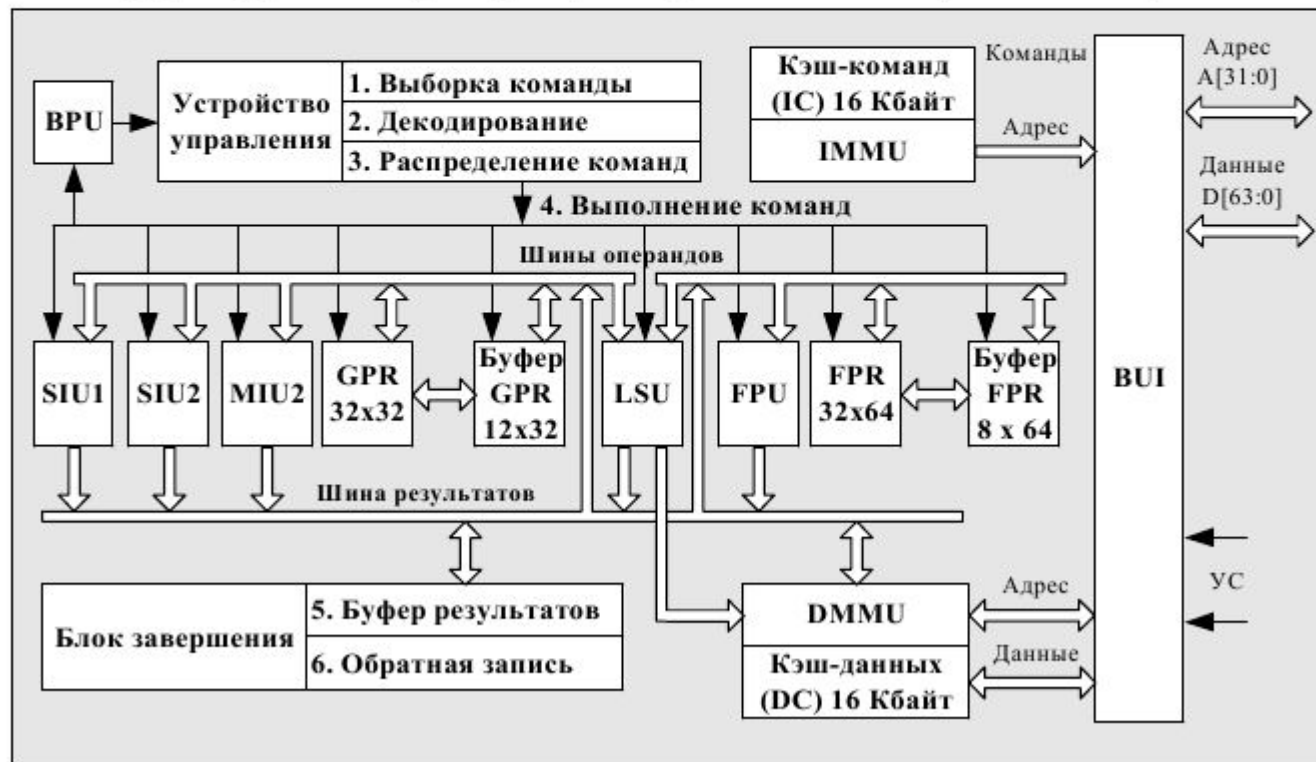 BPU
Устройство
управления
1. Выборка команды
2. Декодирование
3. Распределение команд
Кэш-команд
(IC) 16 Кбайт
IMMU
Команды
Адрес
Адрес
A[31:0]
Данные
D[63:0]
4. Выполнение команд
Шины операндов
SIU1
SIU2
MIU2
GPR
32x32
Буфер
GPR
12x32
LSU
FPU
FPR
32x64
Буфер
FPR
8 x 64
BUI
Шина результатов
Блок завершения
5. Буфер результатов
6. Обратная запись
DMMU
Кэш-данных
(DC) 16 Кбайт
Адрес
Данные
УС